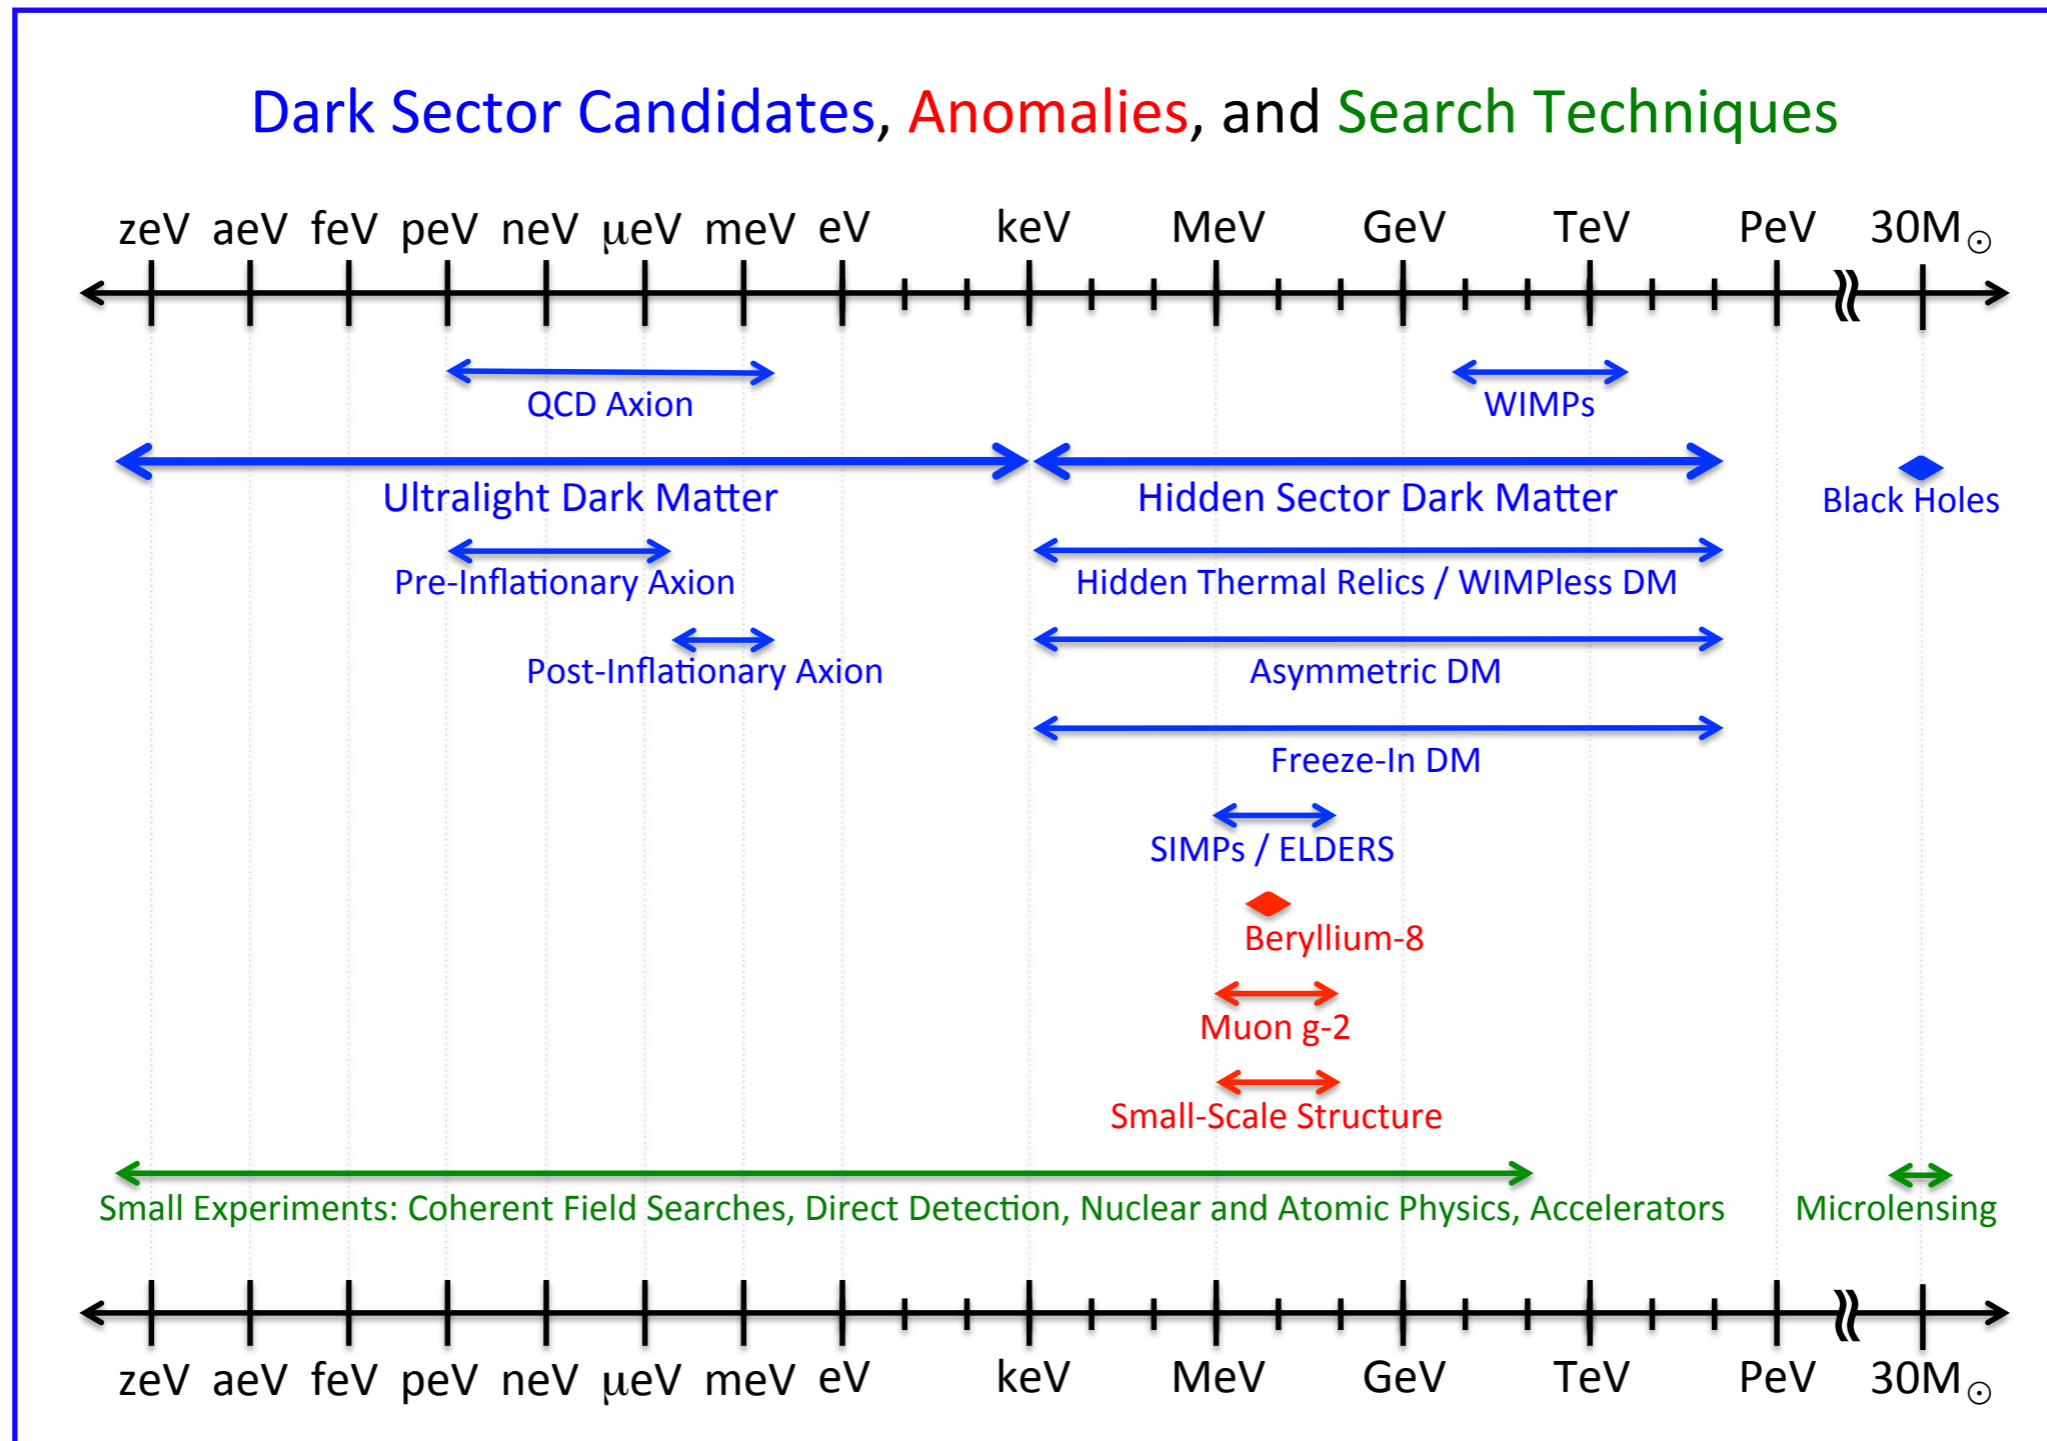 Dark Sector Candidates, Anomalies, and Search Techniques
zeV aeV feV peV neV μeV meV eV keV MeV GeV TeV PeV 30M☉
QCD Axion WIMPs
Ultralight Dark Matter Hidden Sector Dark Matter Black Holes
Pre-Inflationary Axion Hidden Thermal Relics / WIMPless DM
Post-Inflationary Axion Asymmetric DM
Freeze-In DM
SIMPs / ELDERS
Beryllium-8
Muon g-2
Small-Scale Structure
Small Experiments: Coherent Field Searches, Direct Detection, Nuclear and Atomic Physics, Accelerators Microlensing
zeV aeV feV peV neV μeV meV eV keV MeV GeV TeV PeV 30M☉